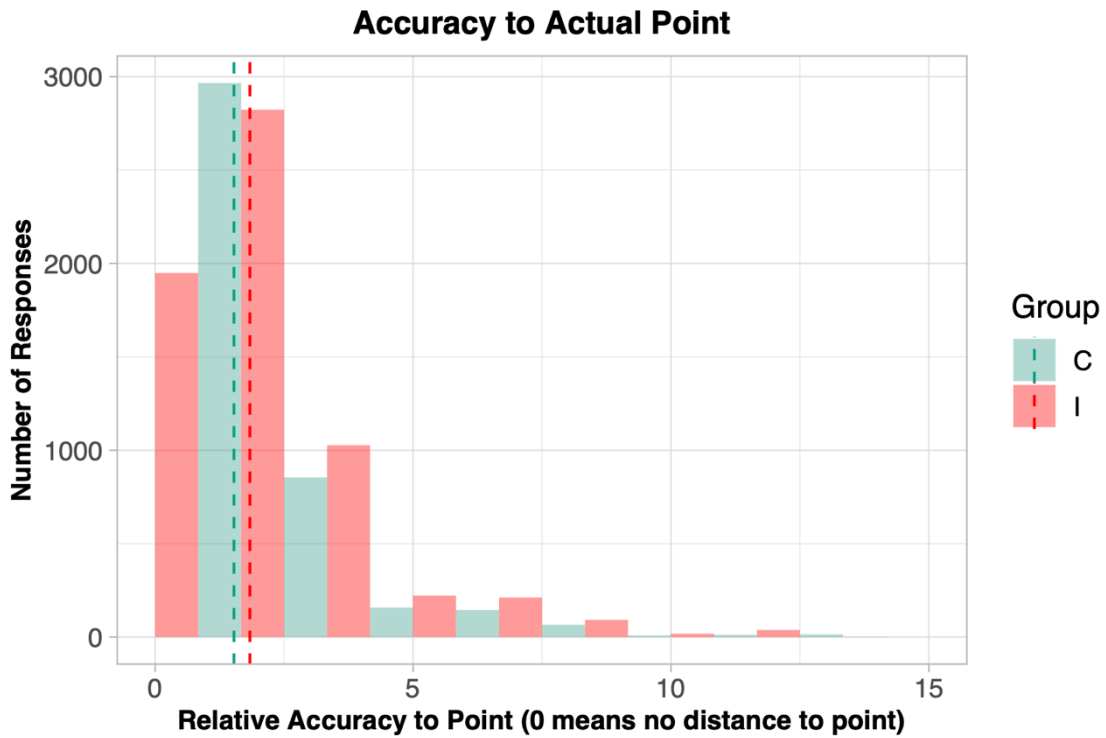 Accuracy to Actual Point
Number of Responses
3000
2000
1000
0
0 5 10 15
Relative Accuracy to Point (0 means no distance to point)
Group
C
I